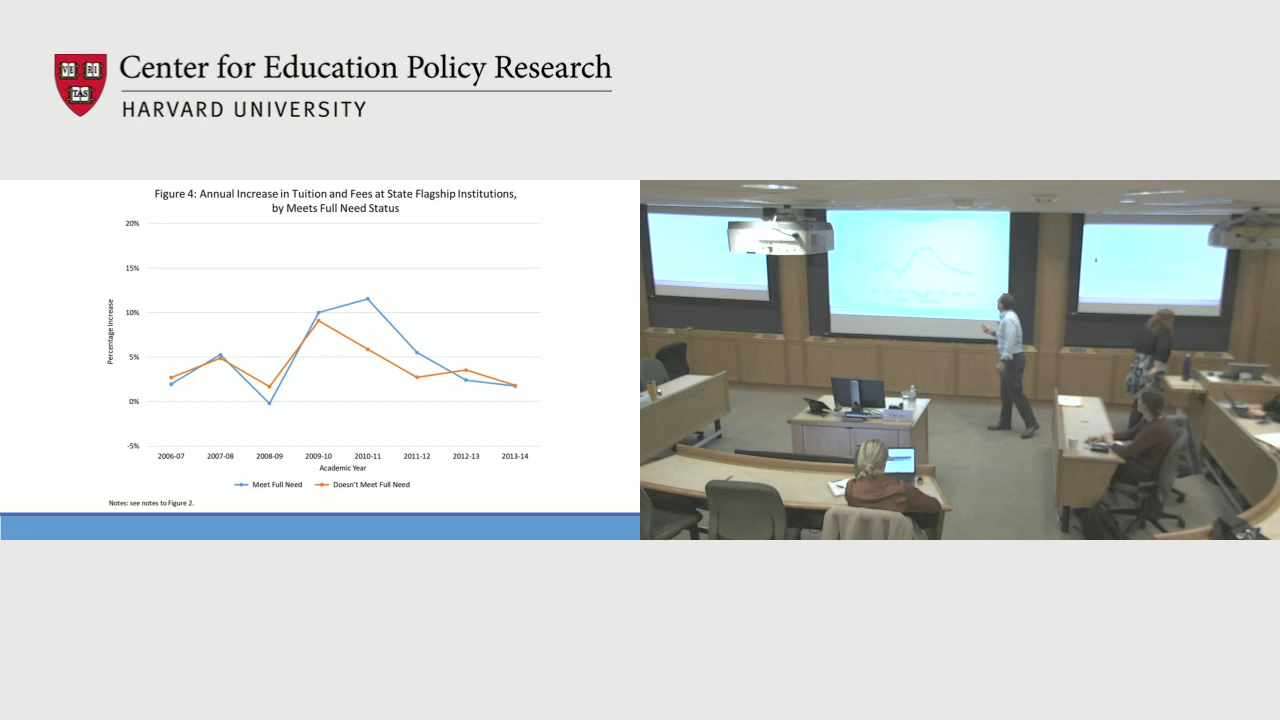 VE RI
TAS
Center for Education Policy Research
HARVARD UNIVERSITY
Figure 4: Annual Increase in Tuition and Fees at State Flagship Institutions,
by Meets Full Need Status
20%
15%
10%
5%
0%
-5%
Percentage Increase
2006-07 2007-08 2008-09 2009-10 2010-11 2011-12 2012-13 2013-14
Academic Year
Meet Full Need Doesn't Meet Full Need
Notes: see notes to Figure 2.